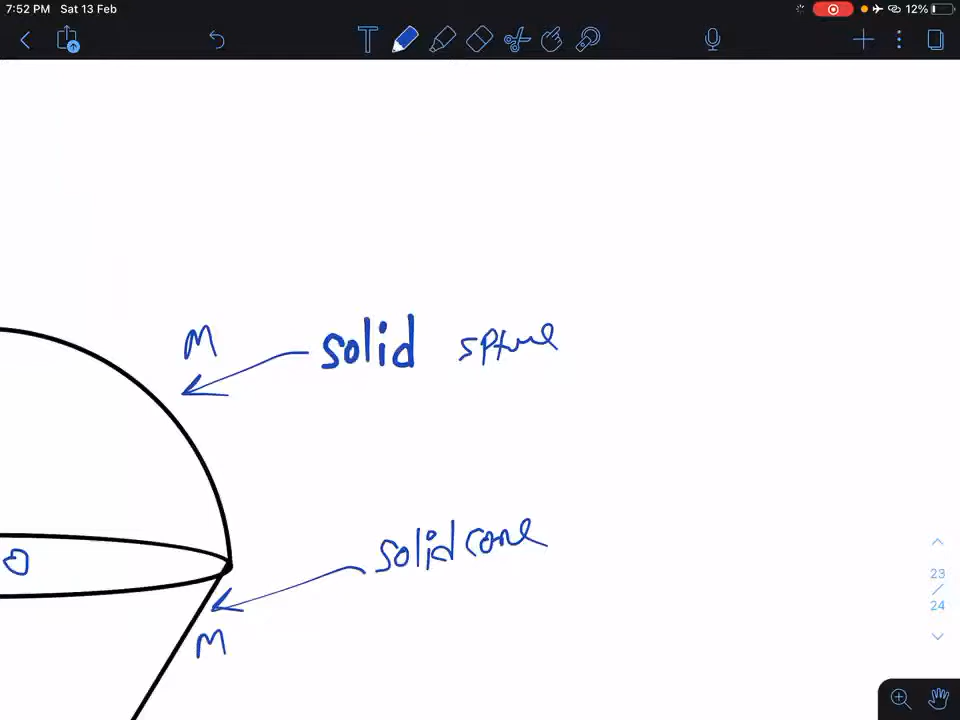 7:52 PM Sat 13 Feb 12%
T
M
solid sphere
O
solid cone
M
23
/
24